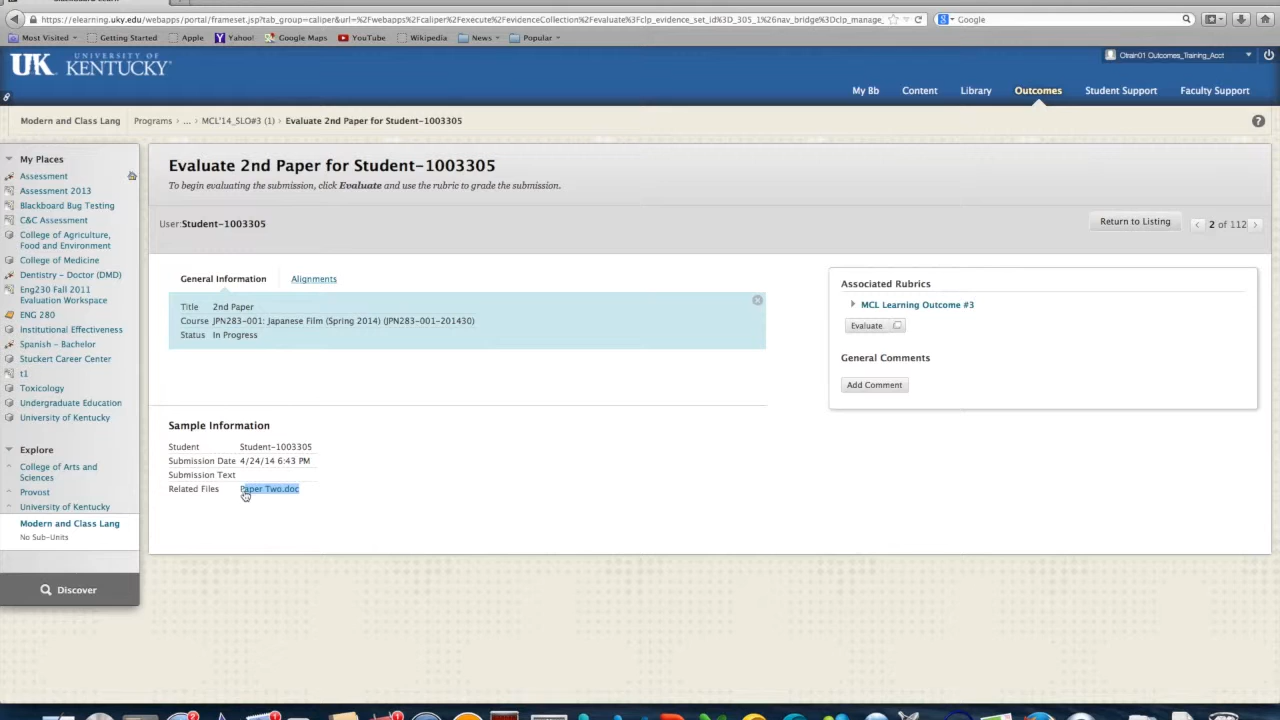 https://elearning.uky.edu/webapps/portal/frameset.jsp?tab_group=caliper&url=%2Fwebapps%2Fcaliper%2Fexecute%2FevidenceCollection%2Fevaluate%3Fclp_evidence_set_id%3D_305_1%26nav_bridge%3Dclp_manage_
Google
Most Visited
Getting Started
Apple
Yahoo!
Google Maps
YouTube
Wikipedia
News
Popular
UK UNIVERSITY OF KENTUCKY
Otrain01 Outcomes_Training_Acct
My Bb
Content
Library
Outcomes
Student Support
Faculty Support
Modern and Class Lang
Programs > ... > MCL'14_SLO#3 (1) > Evaluate 2nd Paper for Student-1003305
?
My Places
Assessment
Assessment 2013
Blackboard Bug Testing
C&C Assessment
College of Agriculture,
Food and Environment
College of Medicine
Dentistry - Doctor (DMD)
Eng230 Fall 2011
Evaluation Workspace
ENG 280
Institutional Effectiveness
Spanish - Bachelor
Stuckert Career Center
t1
Toxicology
Undergraduate Education
University of Kentucky
Explore
College of Arts and
Sciences
Provost
University of Kentucky
Modern and Class Lang
No Sub-Units
Discover
Evaluate 2nd Paper for Student-1003305
To begin evaluating the submission, click Evaluate and use the rubric to grade the submission.
User:Student-1003305
Return to Listing
< 2 of 112 >
General Information
Alignments
Title 2nd Paper
Course JPN283-001: Japanese Film (Spring 2014) (JPN283-001-201430)
Status In Progress
Sample Information
Student Student-1003305
Submission Date 4/24/14 6:43 PM
Submission Text
Related Files Paper Two.doc
Associated Rubrics
MCL Learning Outcome #3
Evaluate
General Comments
Add Comment